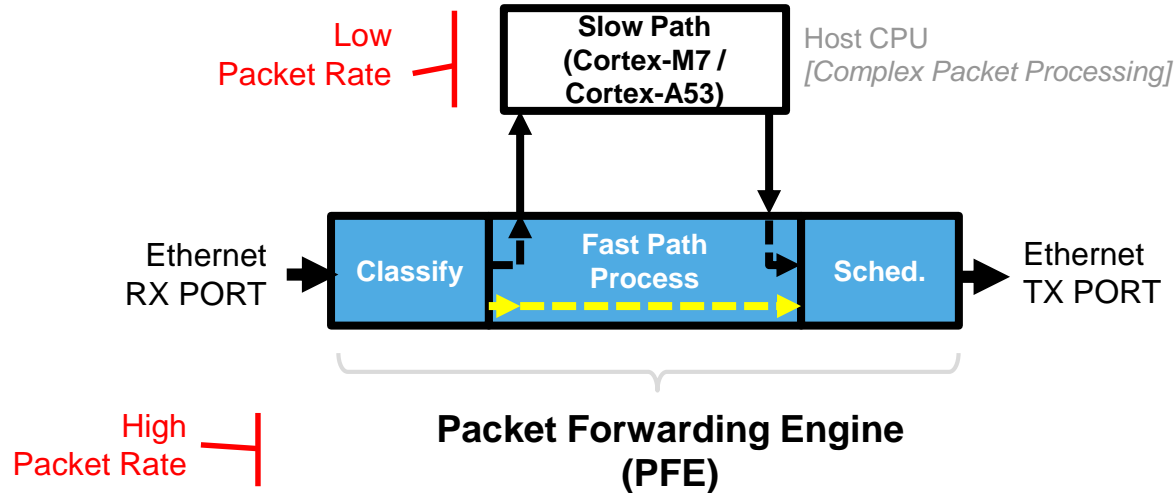 Low
Packet Rate
Slow Path
(Cortex-M7 /
Cortex-A53)
Host CPU
[Complex Packet Processing]
Ethernet
RX PORT
Classify
Fast Path
Process
Sched.
Ethernet
TX PORT
High
Packet Rate
Packet Forwarding Engine
(PFE)